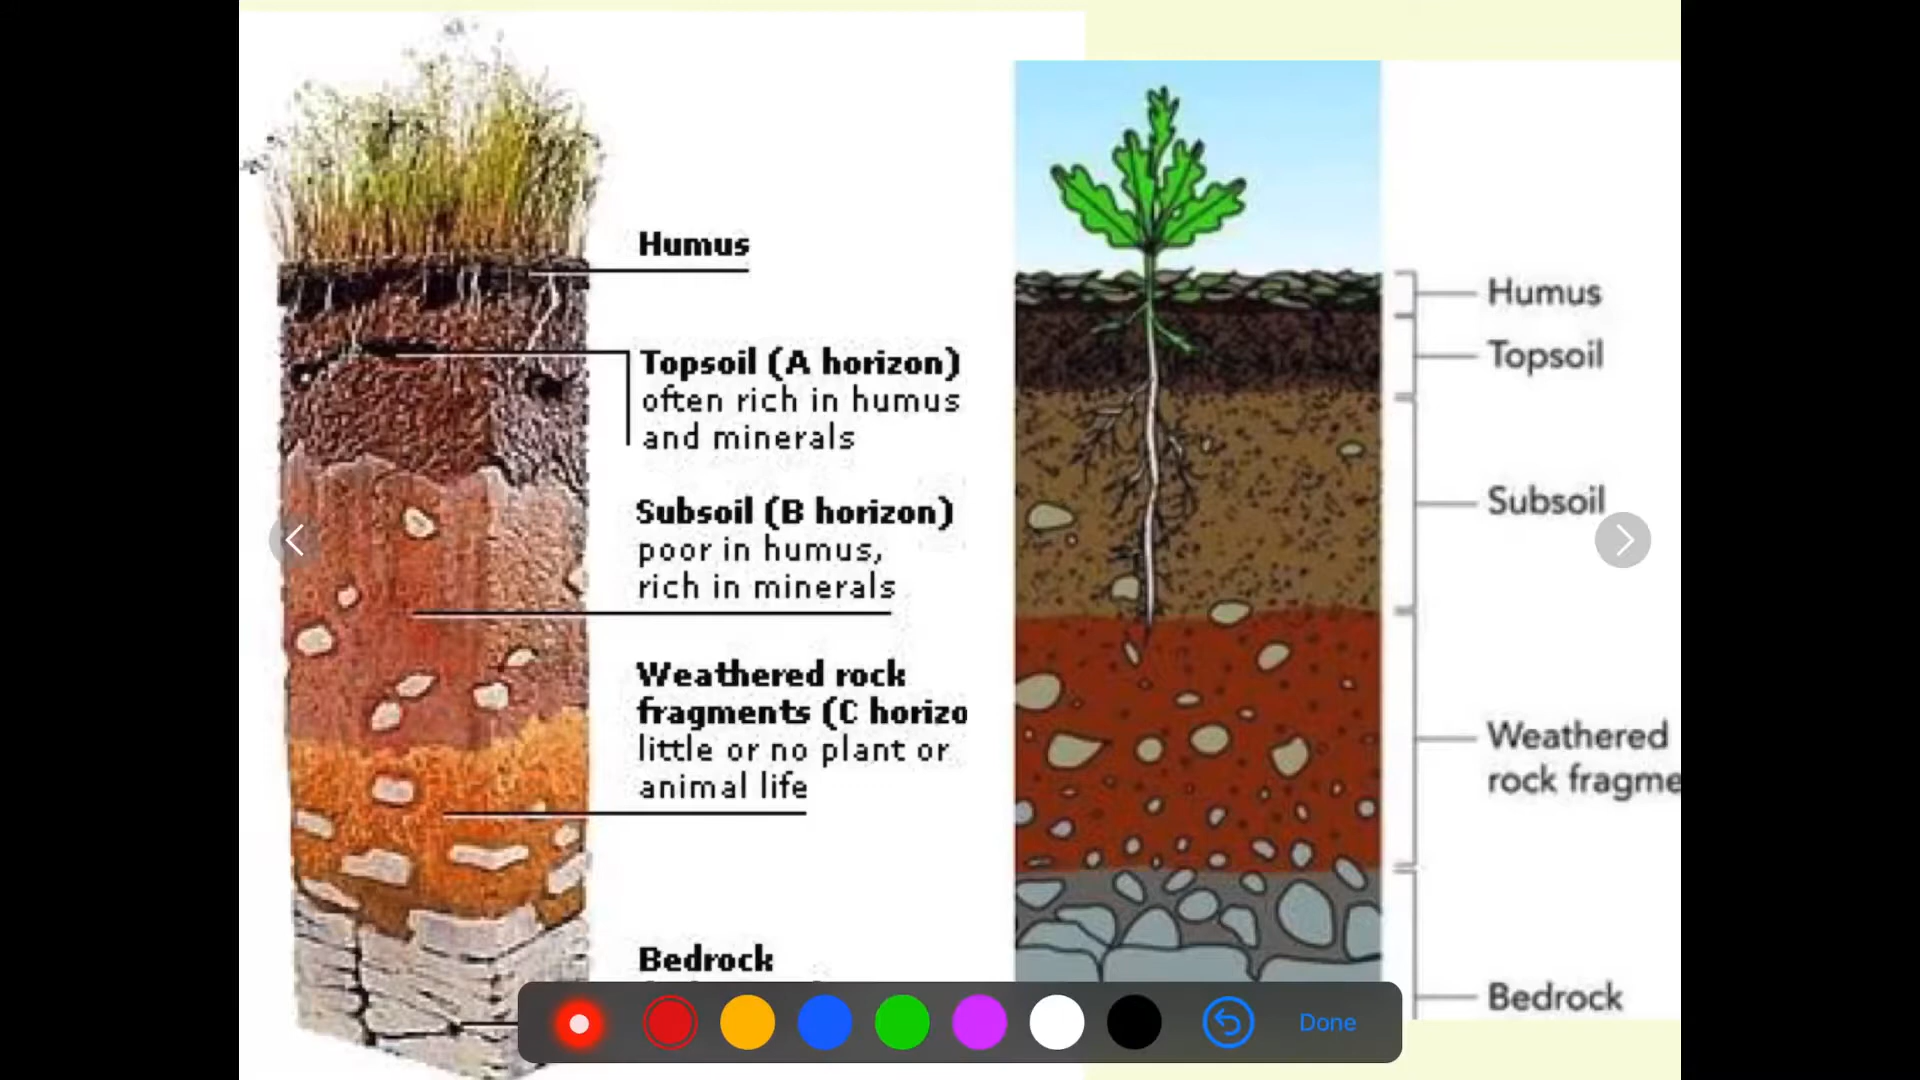 Humus
Topsoil (A horizon)
often rich in humus
and minerals
Subsoil (B horizon)
poor in humus,
rich in minerals
Weathered rock
fragments (C horizo
little or no plant or
animal life
Bedrock
Humus
Topsoil
Subsoil
Weathered
rock fragme
Bedrock
Done